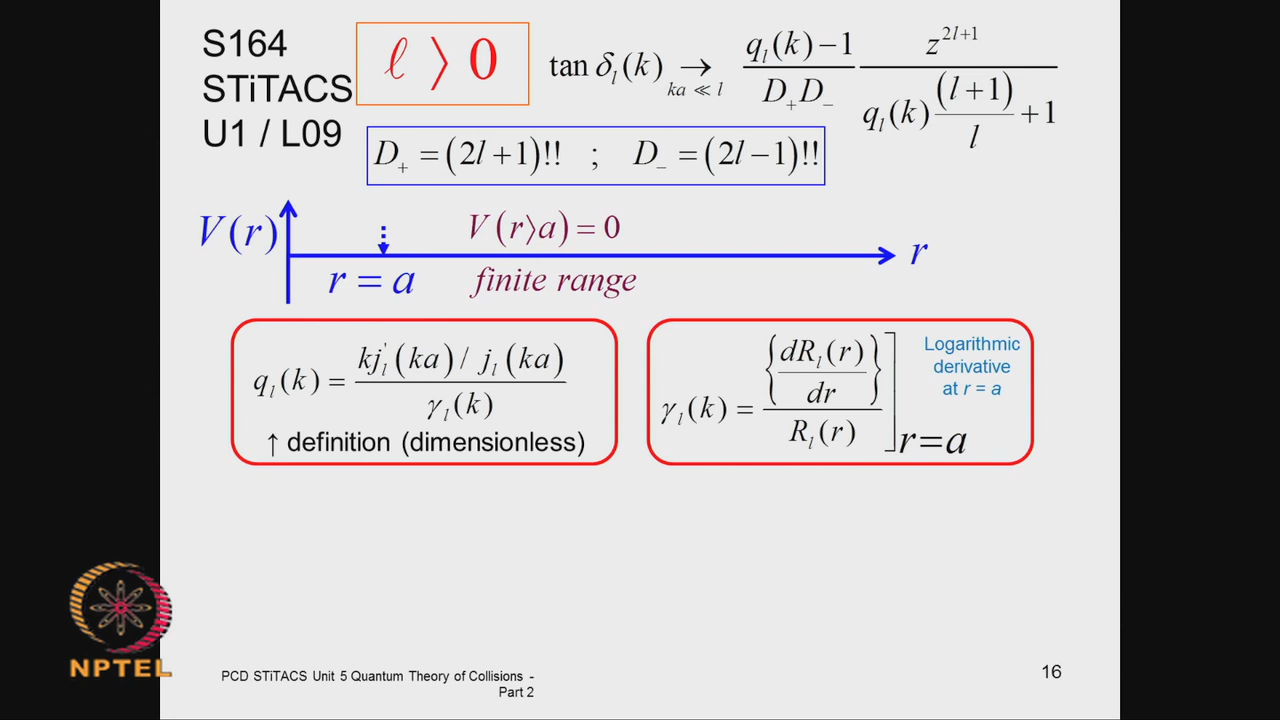 S164
STiTACS
U1 / L09
ℓ 〉 0
tan δ_l(k) →_{ka ≪ l} (q_l(k) − 1)/(D_+ D_−) z^{2l+1}/(q_l(k) (l+1)/l + 1)
D_+ = (2l+1)!! ; D_− = (2l−1)!!
V(r)
V(r〉a) = 0
r
r = a
finite range
q_l(k) = (k j_l'(ka) / j_l(ka))/γ_l(k)
↑ definition (dimensionless)
γ_l(k) = {dR_l(r)/dr}/R_l(r)]_{r=a}
Logarithmic
derivative
at r = a
NPTEL
PCD STiTACS Unit 5 Quantum Theory of Collisions -
Part 2
16